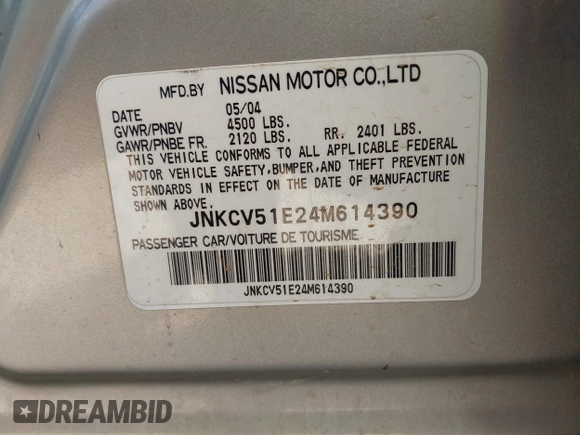 MFD.BY NISSAN MOTOR CO.,LTD
DATE 05/04
GVWR/PNBV 4500 LBS.
GAWR/PNBE FR. 2120 LBS. RR. 2401 LBS.
THIS VEHICLE CONFORMS TO ALL APPLICABLE FEDERAL
MOTOR VEHICLE SAFETY,BUMPER,AND THEFT PREVENTION
STANDARDS IN EFFECT ON THE DATE OF MANUFACTURE
SHOWN ABOVE.
JNKCV51E24M614390
PASSENGER CAR/VOITURE DE TOURISME
JNKCV51E24M614390
DREAMBID